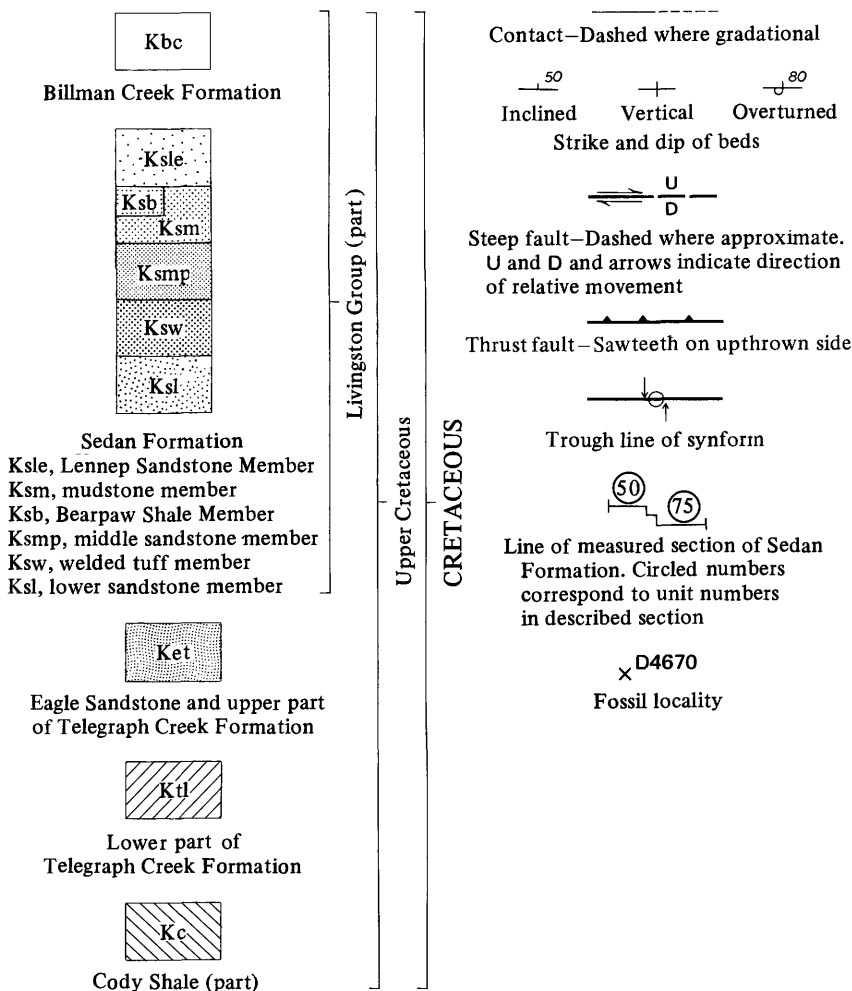 Kbc
Billman Creek Formation
Ksle
Ksb
Ksm
Ksmp
Ksw
Ksl
Sedan Formation
Ksle, Lennep Sandstone Member
Ksm, mudstone member
Ksb, Bearpaw Shale Member
Ksmp, middle sandstone member
Ksw, welded tuff member
Ksl, lower sandstone member
Ket
Eagle Sandstone and upper part
of Telegraph Creek Formation
Ktl
Lower part of
Telegraph Creek Formation
Kc
Cody Shale (part)
Livingston Group (part)
Upper Cretaceous
CRETACEOUS
Contact—Dashed where gradational
50 80
Inclined Vertical Overturned
Strike and dip of beds
U
D
Steep fault—Dashed where approximate.
U and D and arrows indicate direction
of relative movement
Thrust fault—Sawteeth on upthrown side
Trough line of synform
50
75
Line of measured section of Sedan
Formation. Circled numbers
correspond to unit numbers
in described section
D4670
Fossil locality